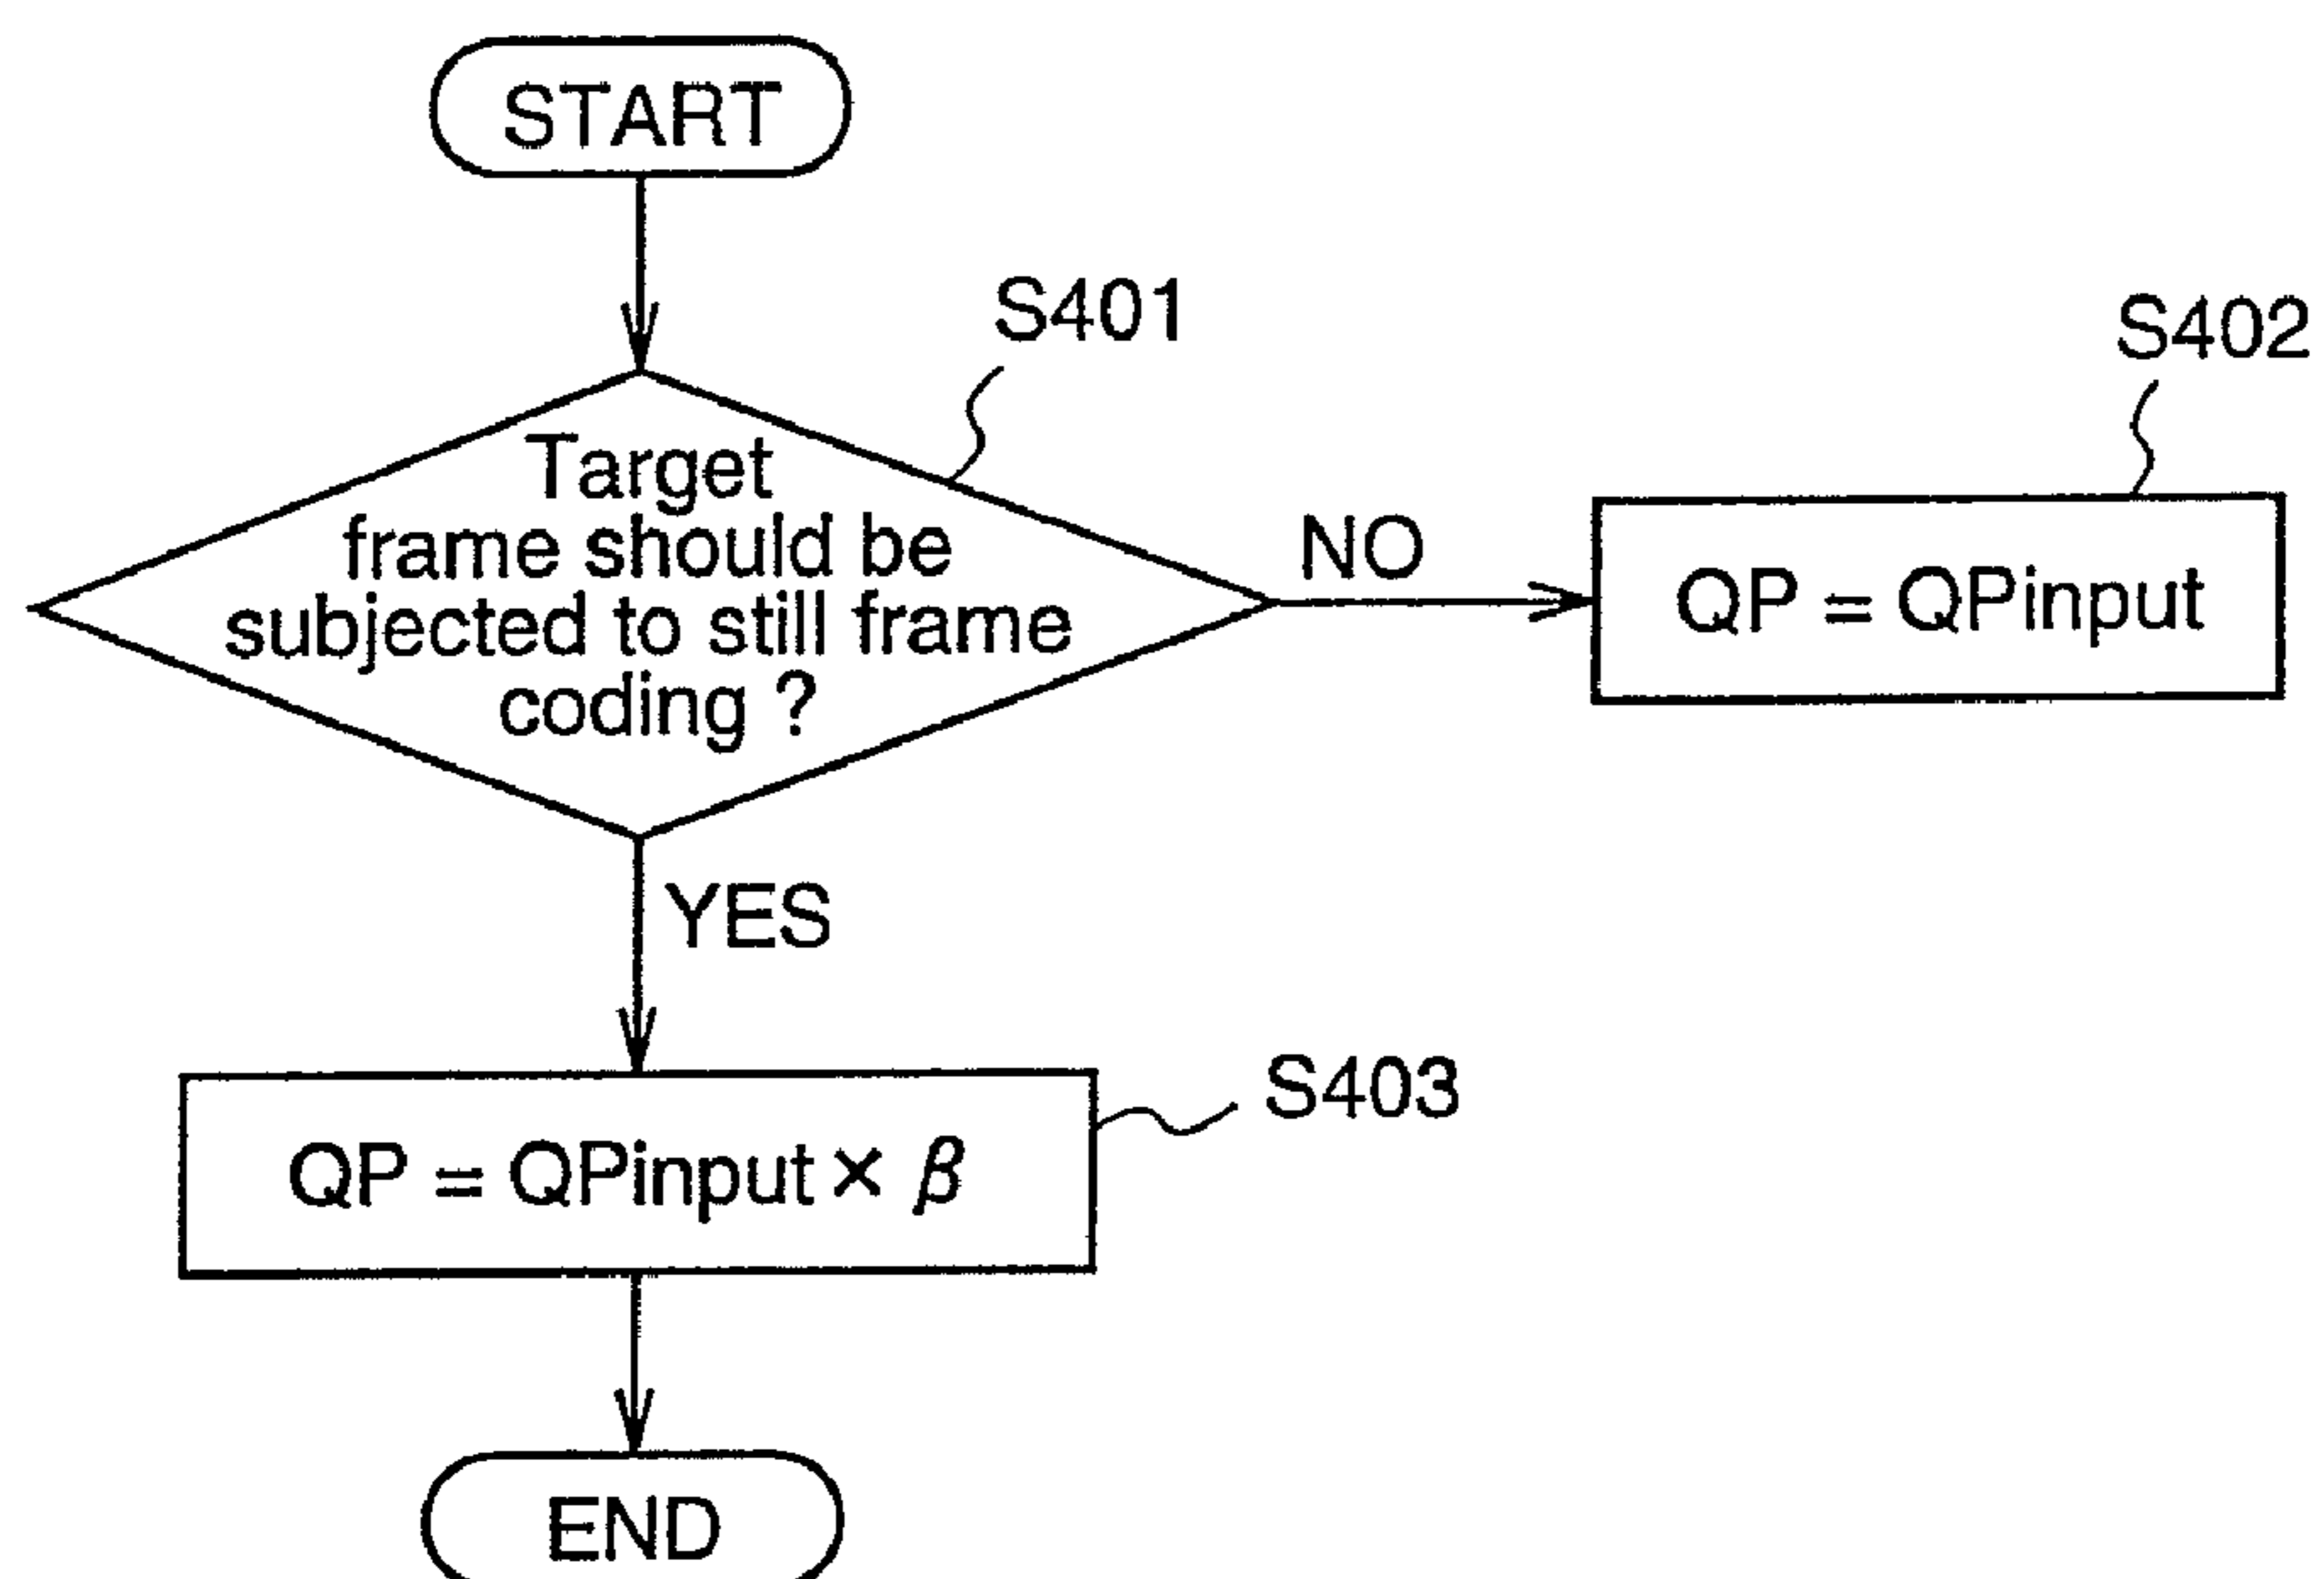 START
S401
S402
Target
frame should be
subjected to still frame
coding ?
NO
QP = QPinput
YES
S403
QP = QPinput × β
END